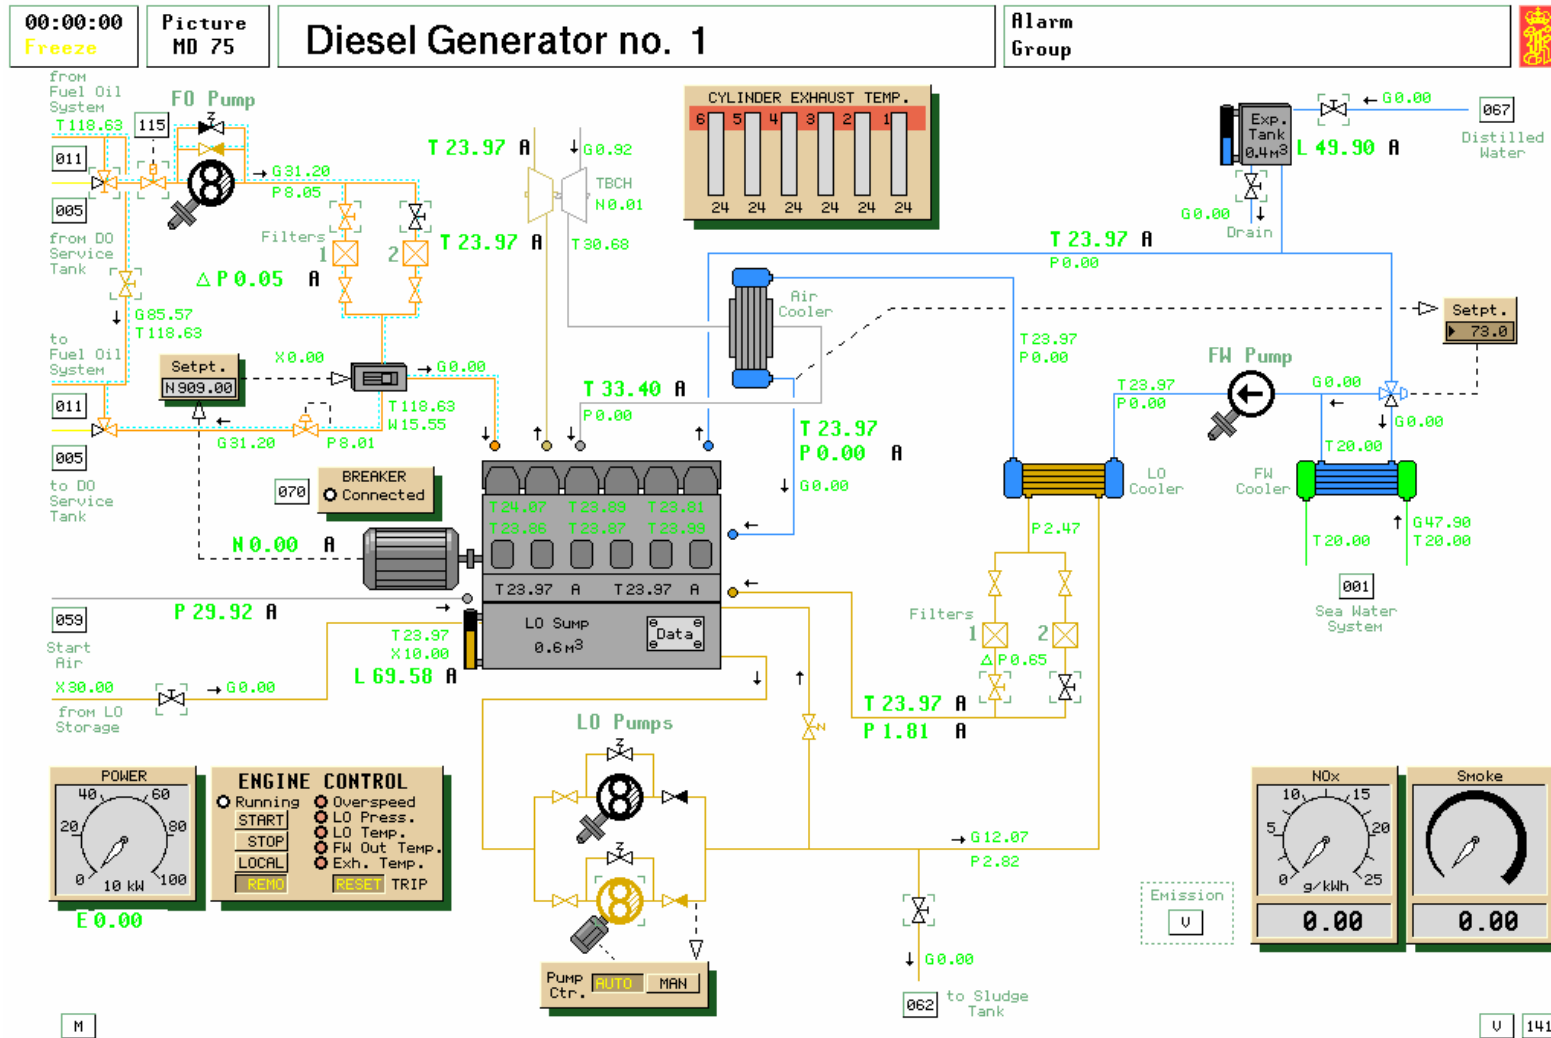 00:00:00
Freeze
Picture
MD 75
Diesel Generator no. 1
Alarm
Group
from
Fuel Oil
System
T 118.63
FO Pump
Z
115
011
005
from DO
Service
Tank
G 31.20
P 8.05
Filters
1
2
△ P 0.05 A
G 85.57
T 118.63
to
Fuel Oil
System
011
005
to DO
Service
Tank
Setpt.
N 909.00
X 0.00
G 0.00
T 118.63
W 15.55
G 31.20
P 8.01
T 23.97 A
G 0.92
TBCH
N 0.01
T 23.97 A
T 30.68
CYLINDER EXHAUST TEMP.
6 5 4 3 2 1
24 24 24 24 24 24
Exp.
Tank
0.4 M3
G 0.00
067
Distilled
Water
L 49.90 A
G 0.00
Drain
T 23.97 A
P 0.00
Air
Cooler
T 33.40 A
P 0.00
T 23.97
P 0.00
Setpt.
73.0
FW Pump
T 23.97
P 0.00
G 0.00
G 0.00
T 20.00
T 23.97
P 0.00 A
G 0.00
LO
Cooler
FW
Cooler
G 47.90
T 20.00
T 20.00
001
Sea Water
System
070
BREAKER
Connected
N 0.00 A
T 24.07 T 23.89 T 23.81
T 23.86 T 23.87 T 23.99
T 23.97 A T 23.97 A
LO Sump
0.6 M3
Data
P 29.92 A
059
Start
Air
T 23.97
X 10.00
L 69.58 A
X 30.00
G 0.00
from LO
Storage
P 2.47
Filters
1
2
△ P 0.65
T 23.97 A
P 1.81 A
LO Pumps
Z
Z
Z
G 12.07
P 2.82
G 0.00
062
to Sludge
Tank
Pump
Ctr.
AUTO
MAN
POWER
0 20 40 60 80 100
10 kW
E 0.00
ENGINE CONTROL
Running
START
STOP
LOCAL
REMO
Overspeed
LO Press.
LO Temp.
FW Out Temp.
Exh. Temp.
RESET TRIP
Emission
V
NOx
0 5 10 15 20 25
g/kWh
0.00
Smoke
0.00
M
V
141